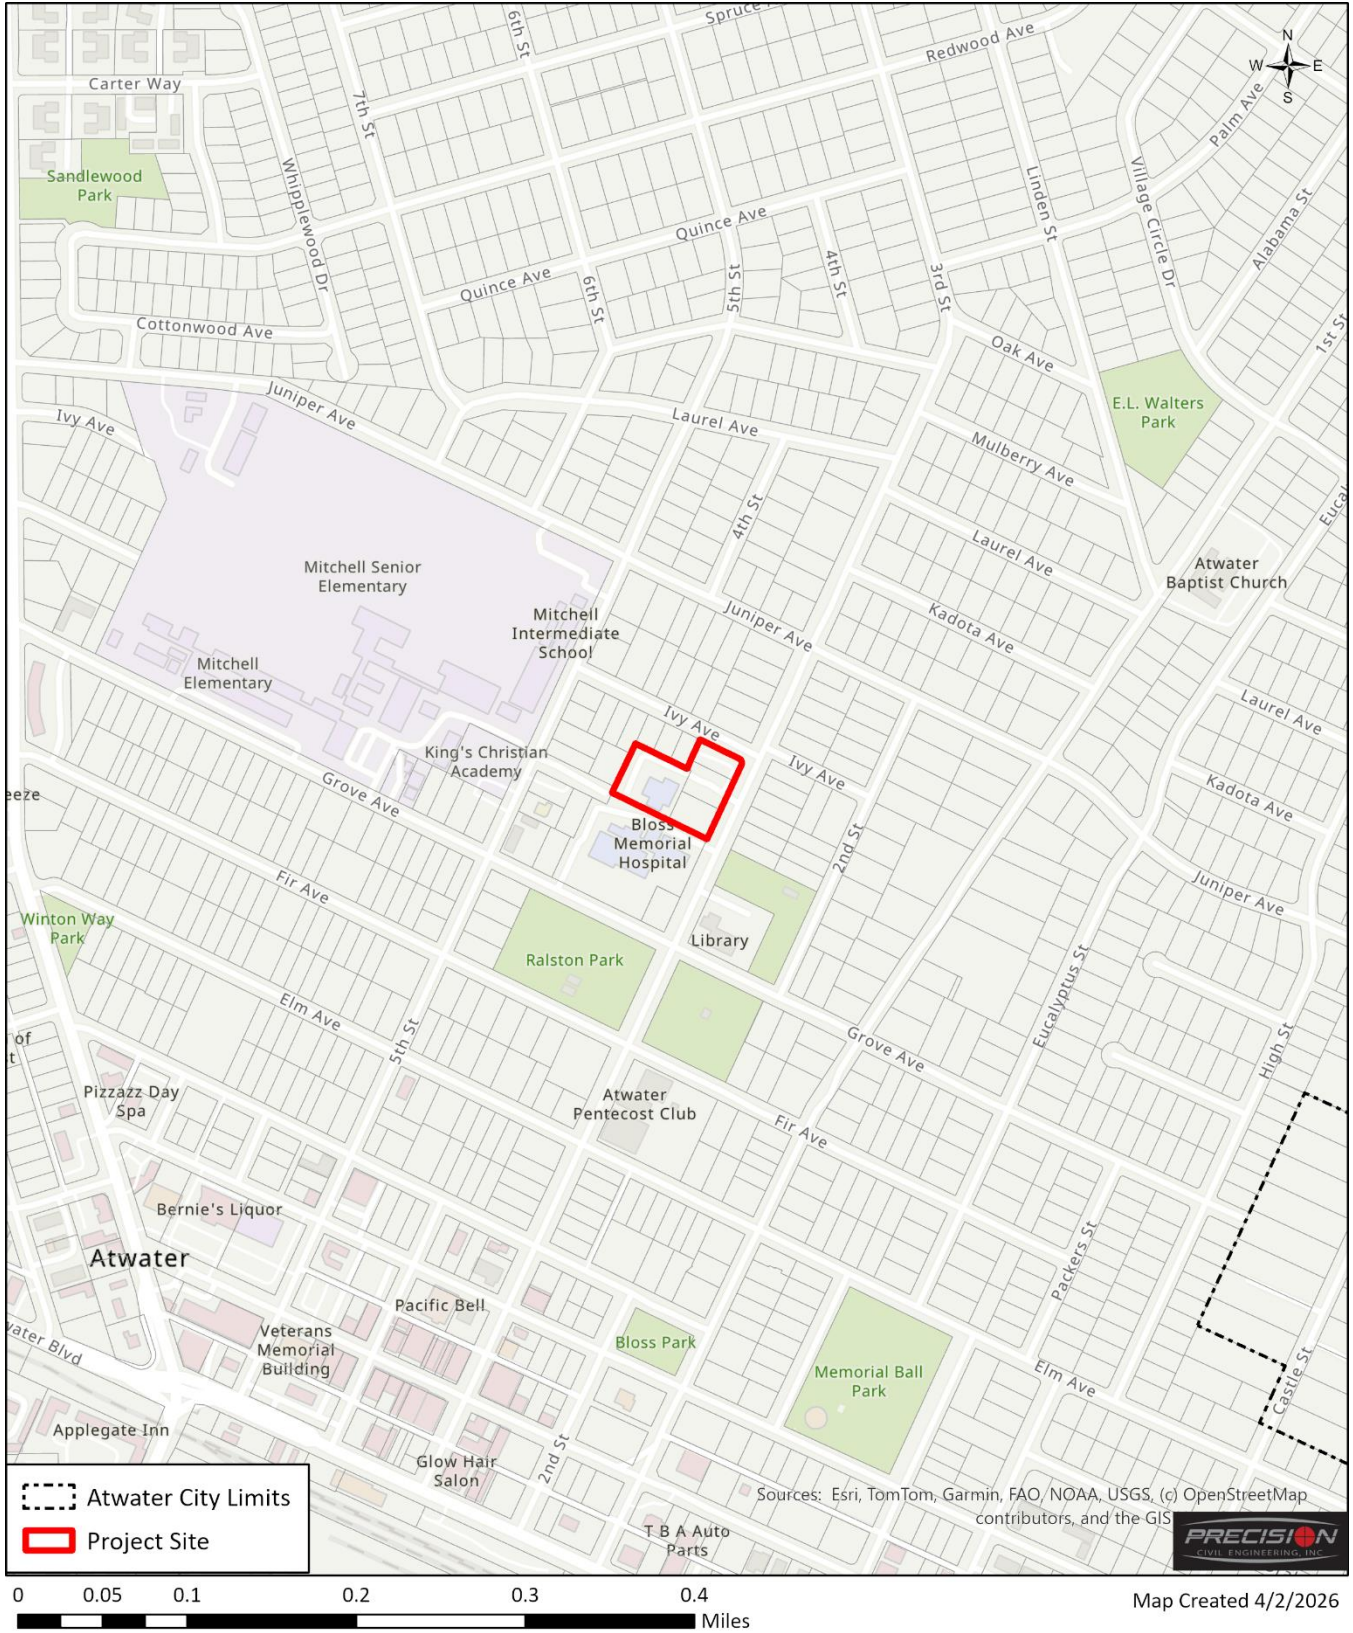 6th St
Spruce
Redwood Ave
N
W
E
S
Carter Way
7th St
Palm Ave
Sandlewood
Park
Whipplewood Dr
Linden St
Village Circle Dr
Alabama St
Quince Ave
Quince Ave
6th St
5th St
4th St
3rd St
1st St
Cottonwood Ave
Oak Ave
Juniper Ave
Ivy Ave
Laurel Ave
E.L. Walters
Park
Mulberry Ave
4th St
Laurel Ave
Atwater
Baptist Church
Mitchell Senior
Elementary
Mitchell
Intermediate
School
Juniper Ave
Kadota Ave
Mitchell
Elementary
Ivy Ave
Laurel Ave
King's Christian
Academy
Ivy Ave
Kadota Ave
eeze
Grove Ave
Bloss
Memorial
Hospital
2nd St
Fir Ave
Juniper Ave
Winton Way
Park
Library
Ralston Park
Elm Ave
Eucalyptus St
of
t
5th St
Grove Ave
High St
Pizzazz Day
Spa
Atwater
Pentecost Club
Fir Ave
Bernie's Liquor
Atwater
Packers St
Pacific Bell
Veterans
Memorial
Building
Bloss Park
water Blvd
Memorial Ball
Park
Elm Ave
Castle St
Applegate Inn
Glow Hair
Salon
2nd St
T B A Auto
Parts
Atwater City Limits
Project Site
Sources: Esri, TomTom, Garmin, FAO, NOAA, USGS, (c) OpenStreetMap
contributors, and the GIS
PRECISION
CIVIL ENGINEERING, INC
0 0.05 0.1 0.2 0.3 0.4
Miles
Map Created 4/2/2026